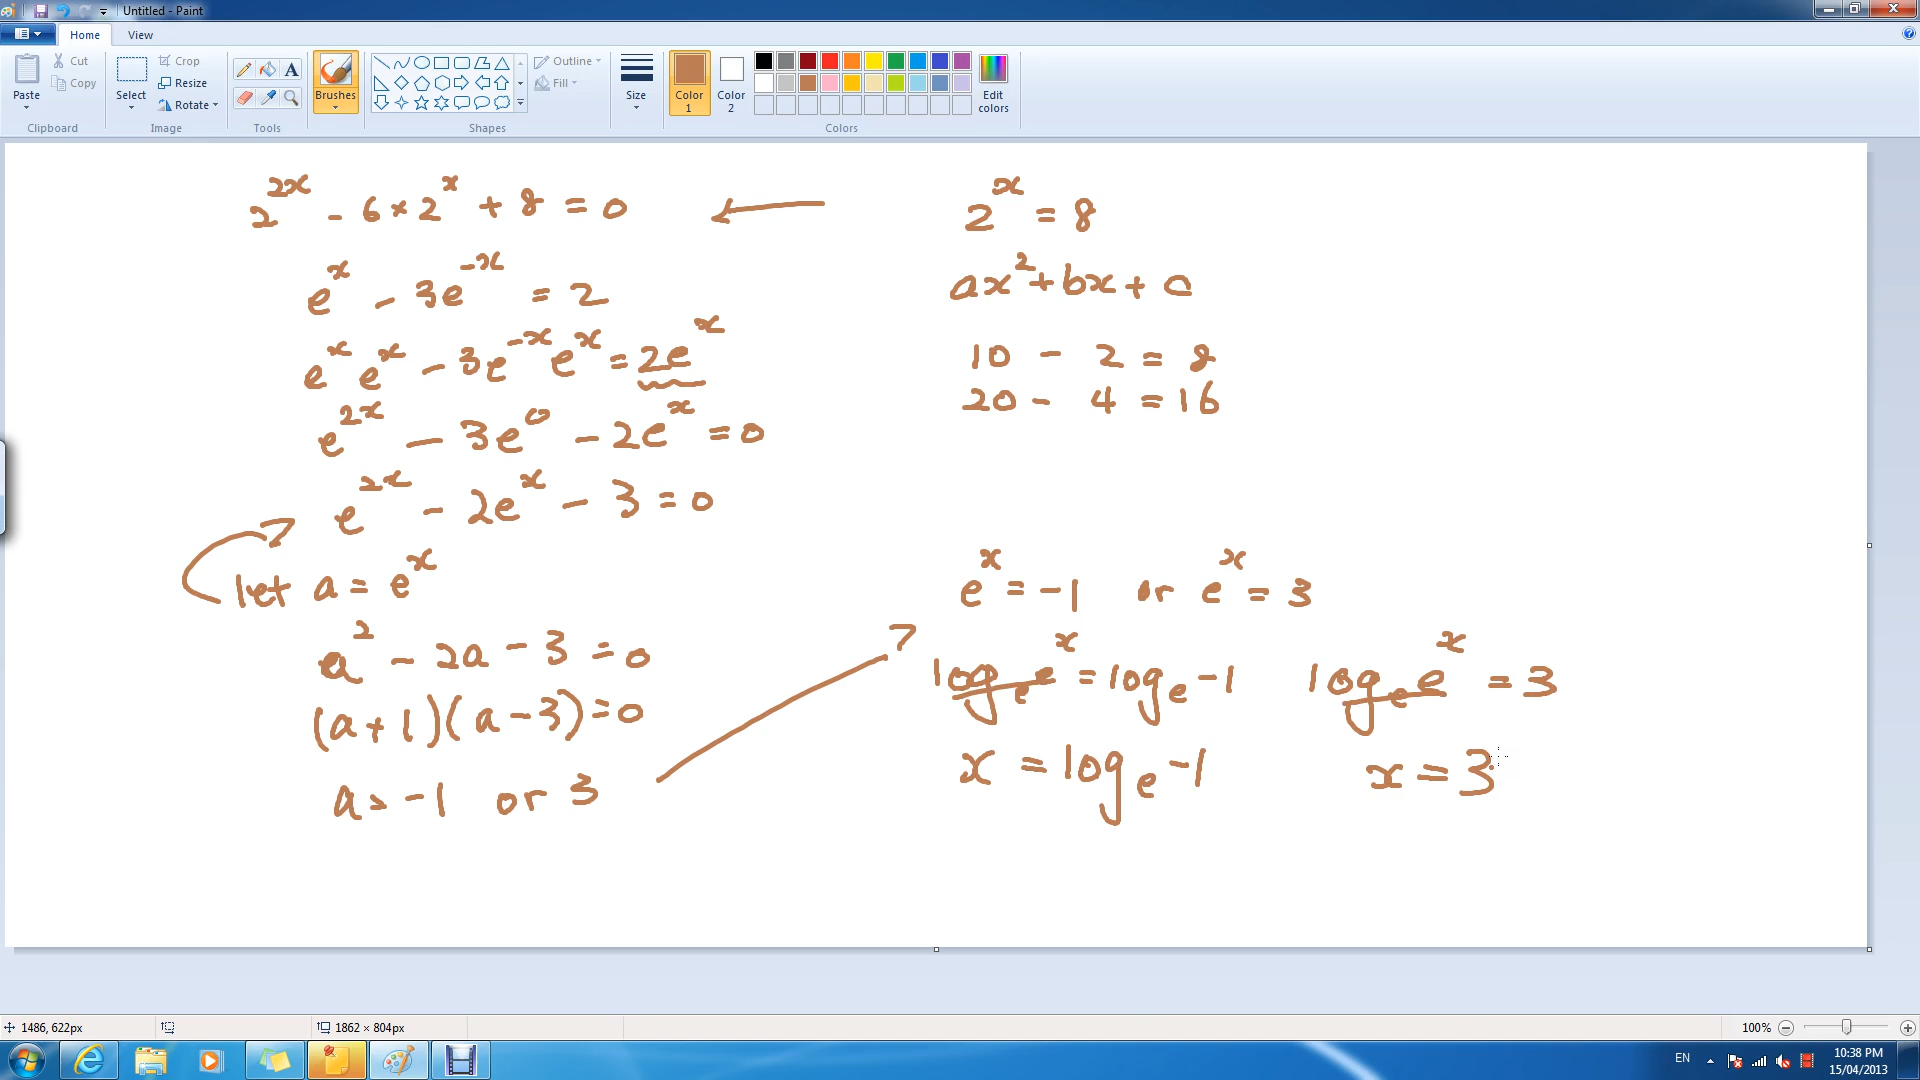 Untitled - Paint
Home View
Paste
Cut
Copy
Clipboard
Select
Crop
Resize
Rotate
Image
Tools
Brushes
Shapes
Outline
Fill
Size
Color 1
Color 2
Colors
Edit colors
2^{2x} - 6 × 2^x + 8 = 0
e^x - 3e^{-x} = 2
e^x e^x - 3e^{-x} e^x = 2e^x
e^{2x} - 3e^0 - 2e^x = 0
e^{2x} - 2e^x - 3 = 0
let a = e^x
a^2 - 2a - 3 = 0
(a + 1)(a - 3) = 0
a = -1 or 3
2^x = 8
ax^2 + bx + c
10 - 2 = 8
20 - 4 = 16
e^x = -1 or e^x = 3
log_e e^x = log_e -1 log_e e^x = 3
x = log_e -1 x = 3
1486, 622px
1862 × 804px
100%
EN
10:38 PM
15/04/2013